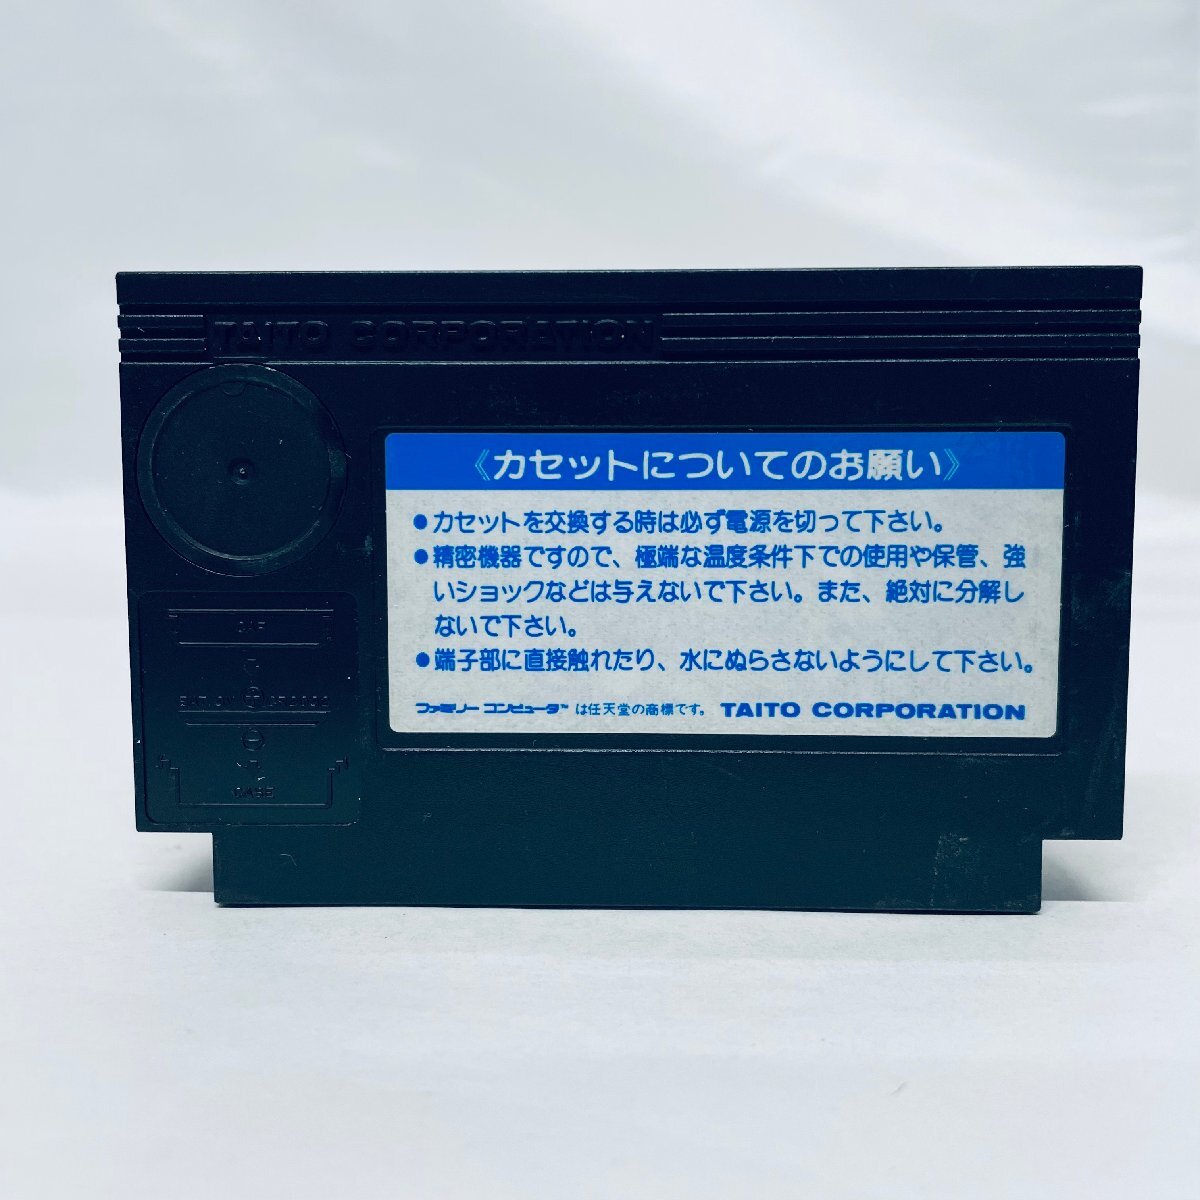 TAITO CORPORATION
《カセットについてのお願い》
●カセットを交換する時は必ず電源を切って下さい。
●精密機器ですので、極端な温度条件下での使用や保管、強
いショックなどは与えないで下さい。また、絶対に分解し
ないで下さい。
●端子部に直接触れたり、水にぬらさないようにして下さい。
ファミリー コンピュータ™ は任天堂の商標です。 TAITO CORPORATION
CASE